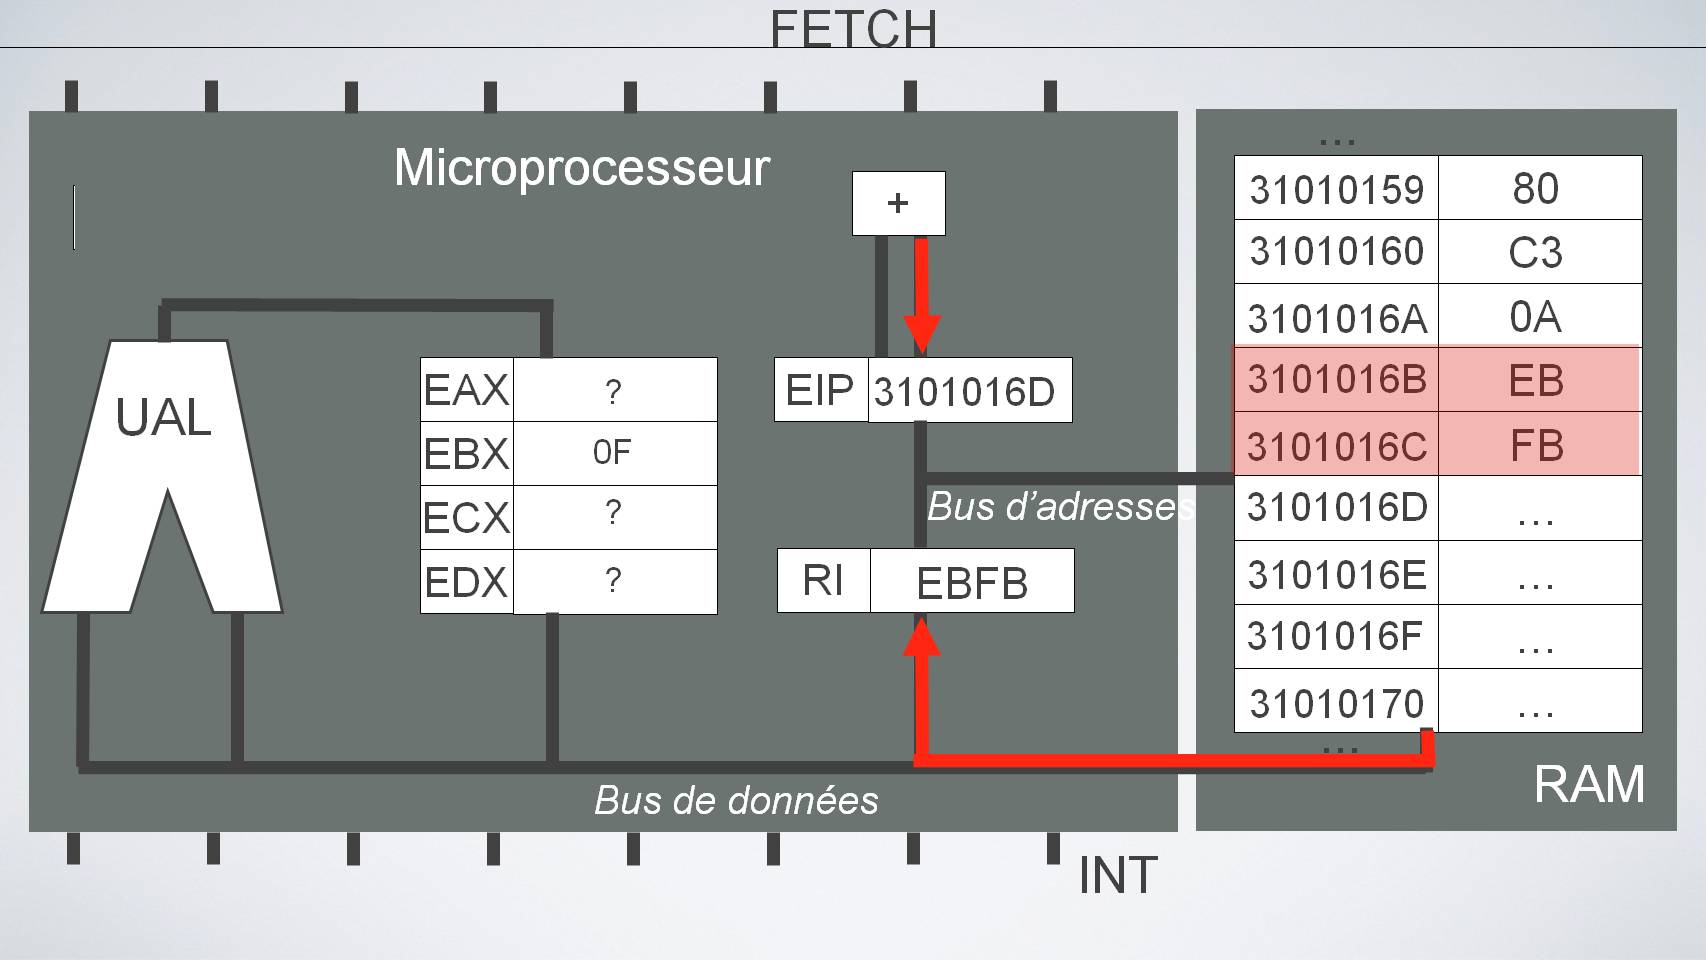 FETCH
Microprocesseur
+
UAL
EAX ?
EBX 0F
ECX ?
EDX ?
EIP 3101016D
Bus d’adresses
RI EBFB
Bus de données
INT
...
31010159 80
31010160 C3
3101016A 0A
3101016B EB
3101016C FB
3101016D ...
3101016E ...
3101016F ...
31010170 ...
...
RAM